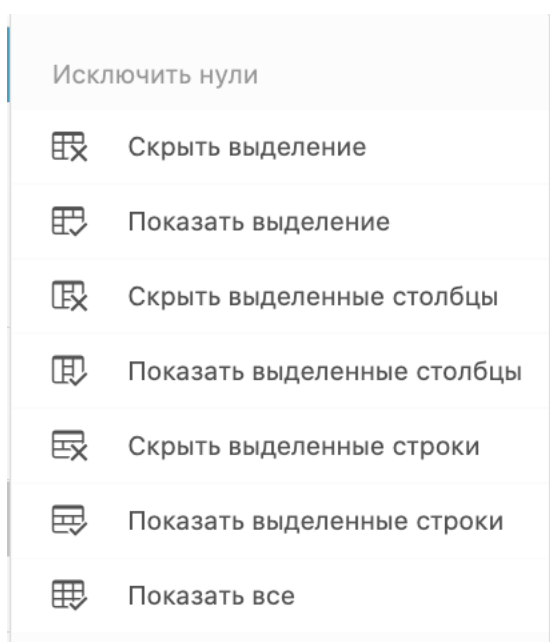 Исключить нули
Скрыть выделение
Показать выделение
Скрыть выделенные столбцы
Показать выделенные столбцы
Скрыть выделенные строки
Показать выделенные строки
Показать все